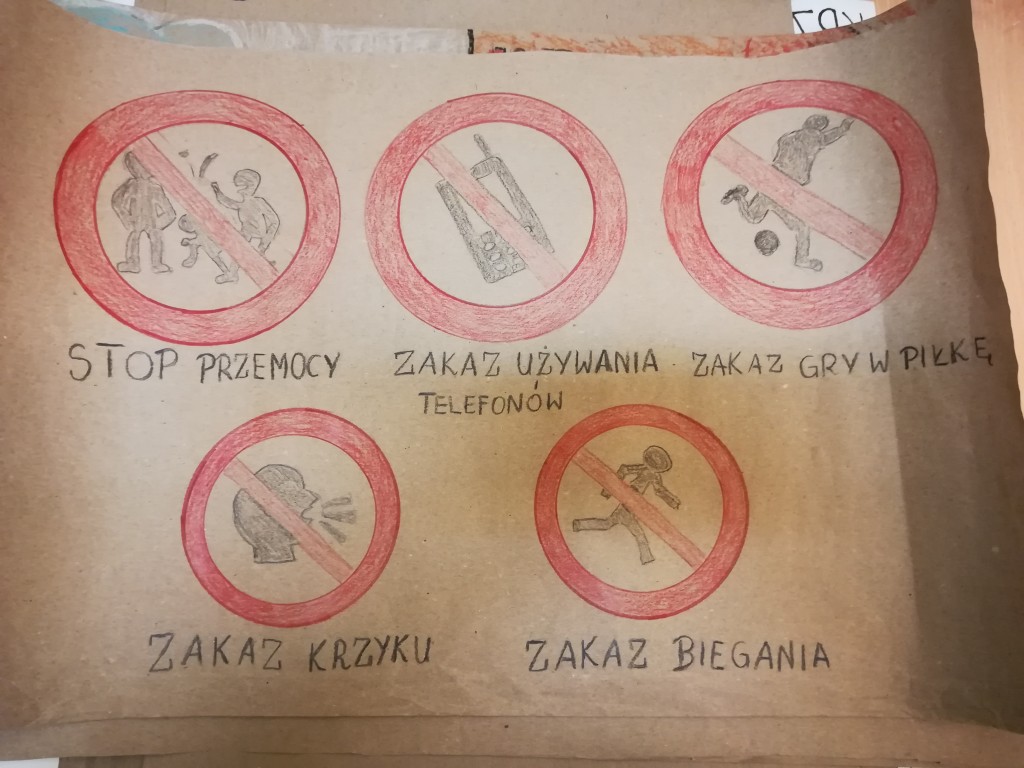 STOP PRZEMOCY
ZAKAZ UŻYWANIA
TELEFONÓW
ZAKAZ GRY W PIŁKĘ
ZAKAZ KRZYKU
ZAKAZ BIEGANIA